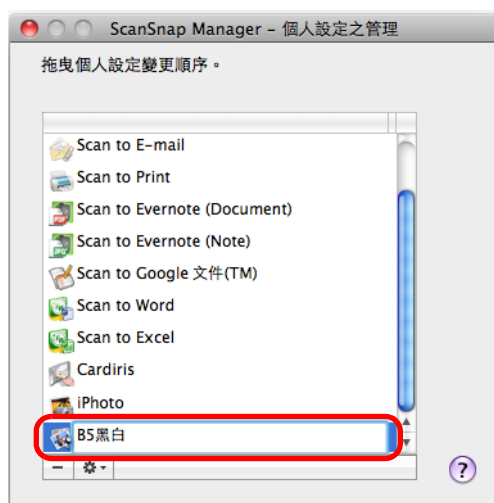 ScanSnap Manager – 個人設定之管理
拖曳個人設定變更順序。
Scan to E-mail
Scan to Print
Scan to Evernote (Document)
Scan to Evernote (Note)
Scan to Google 文件(TM)
Scan to Word
Scan to Excel
Cardiris
iPhoto
B5黑白